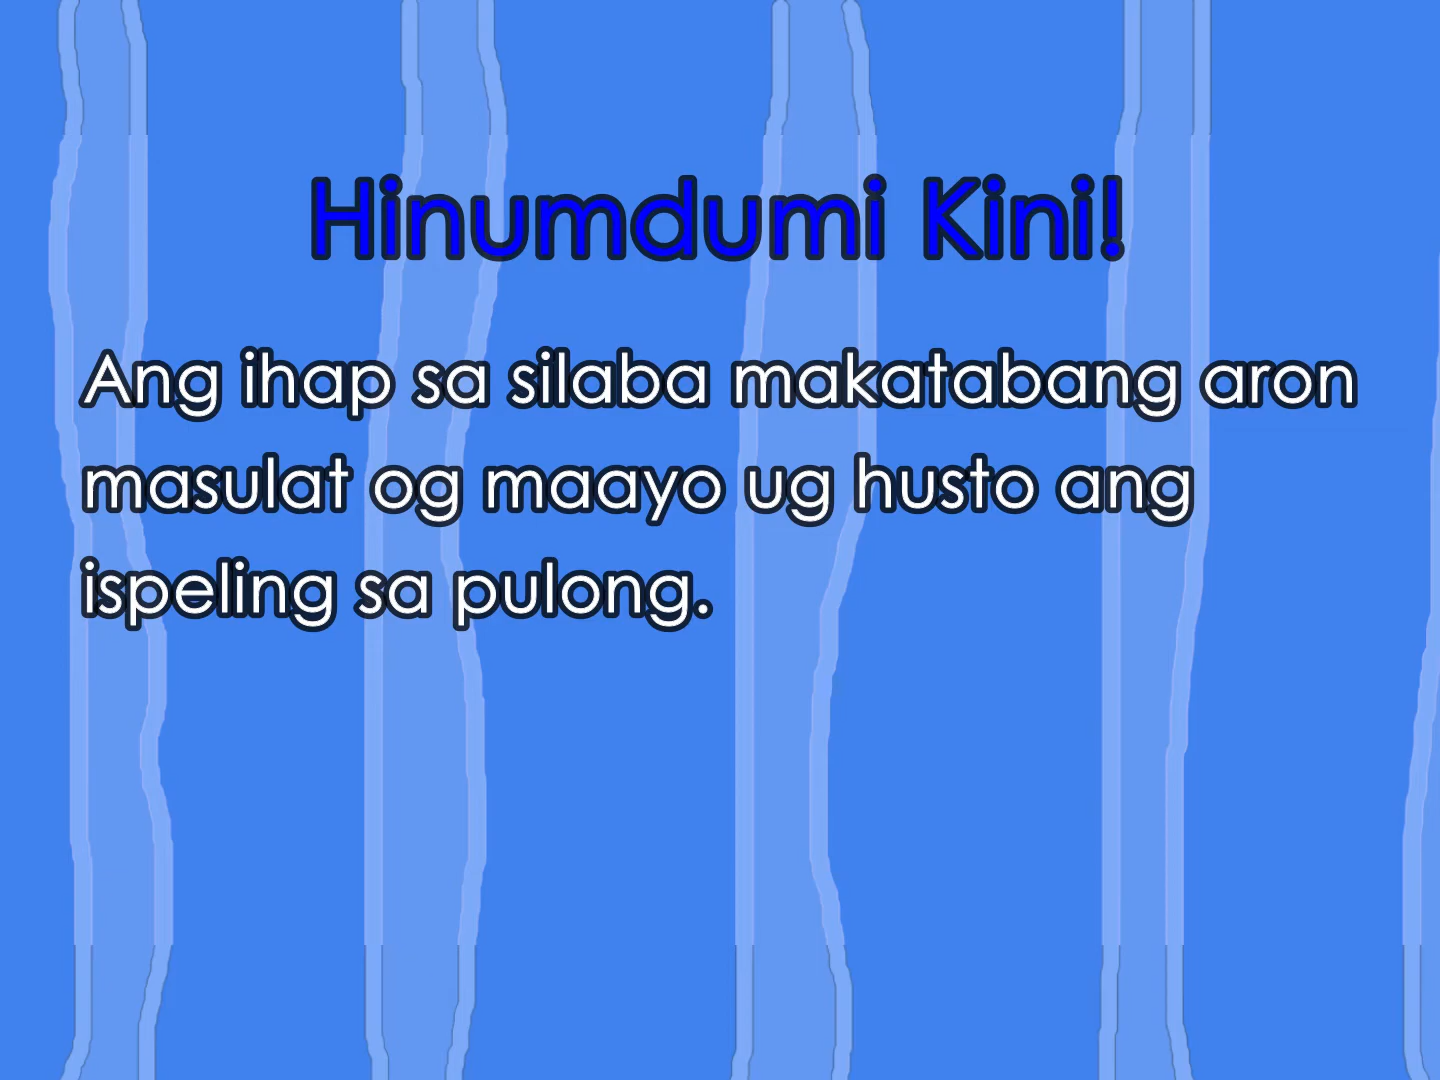 Hinumdumi Kini!
Ang ihap sa silaba makatabang aron
masulat og maayo ug husto ang
ispeling sa pulong.